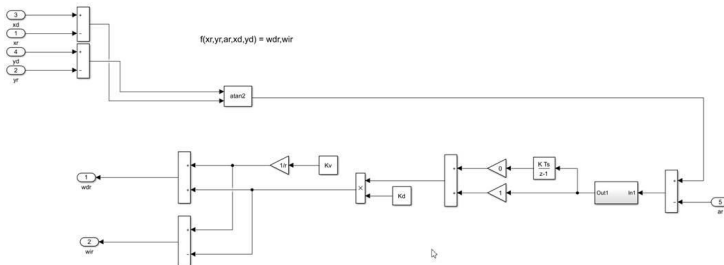 3
xd
1
xr
4
yd
2
yr
f(xr,yr,ar,xd,yd) = wdr,wir
atan2
1
wdr
2
wir
1/r
Kv
Kd
0
1
K Ts
z-1
Out1 In1
5
ar